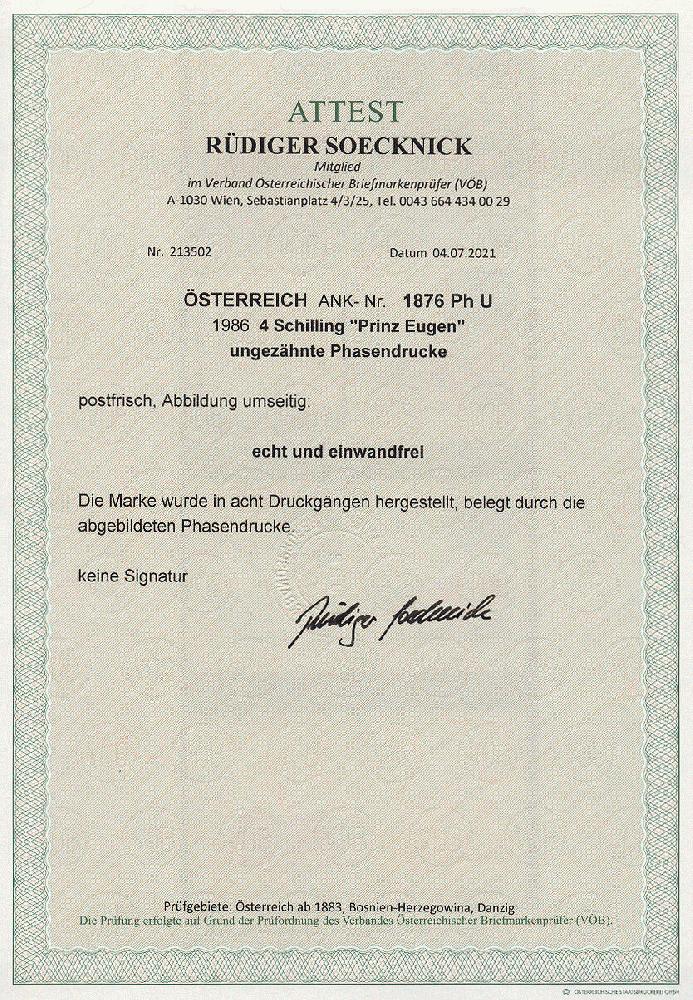 ATTEST
RÜDIGER SOECKNICK
Mitglied
im Verband Österreichischer Briefmarkenprüfer (VÖB)
A-1030 Wien, Sebastianplatz 4/3/25, Tel. 0043 664 434 00 29
Nr. 213502 Datum 04.07.2021
ÖSTERREICH ANK- Nr. 1876 Ph U
1986 4 Schilling "Prinz Eugen"
ungezähnte Phasendrucke
postfrisch, Abbildung umseitig.
echt und einwandfrei
Die Marke wurde in acht Druckgängen hergestellt, belegt durch die
abgebildeten Phasendrucke.
keine Signatur
Rüdiger Soecknick
Prüfgebiete: Österreich ab 1883, Bosnien-Herzegowina, Danzig
Die Prüfung erfolgte auf Grund der Prüfordnung des Verbandes Österreichischer Briefmarkenprüfer (VÖB).
ÖSTERREICHISCHE STAATSDRUCKEREI GMBH